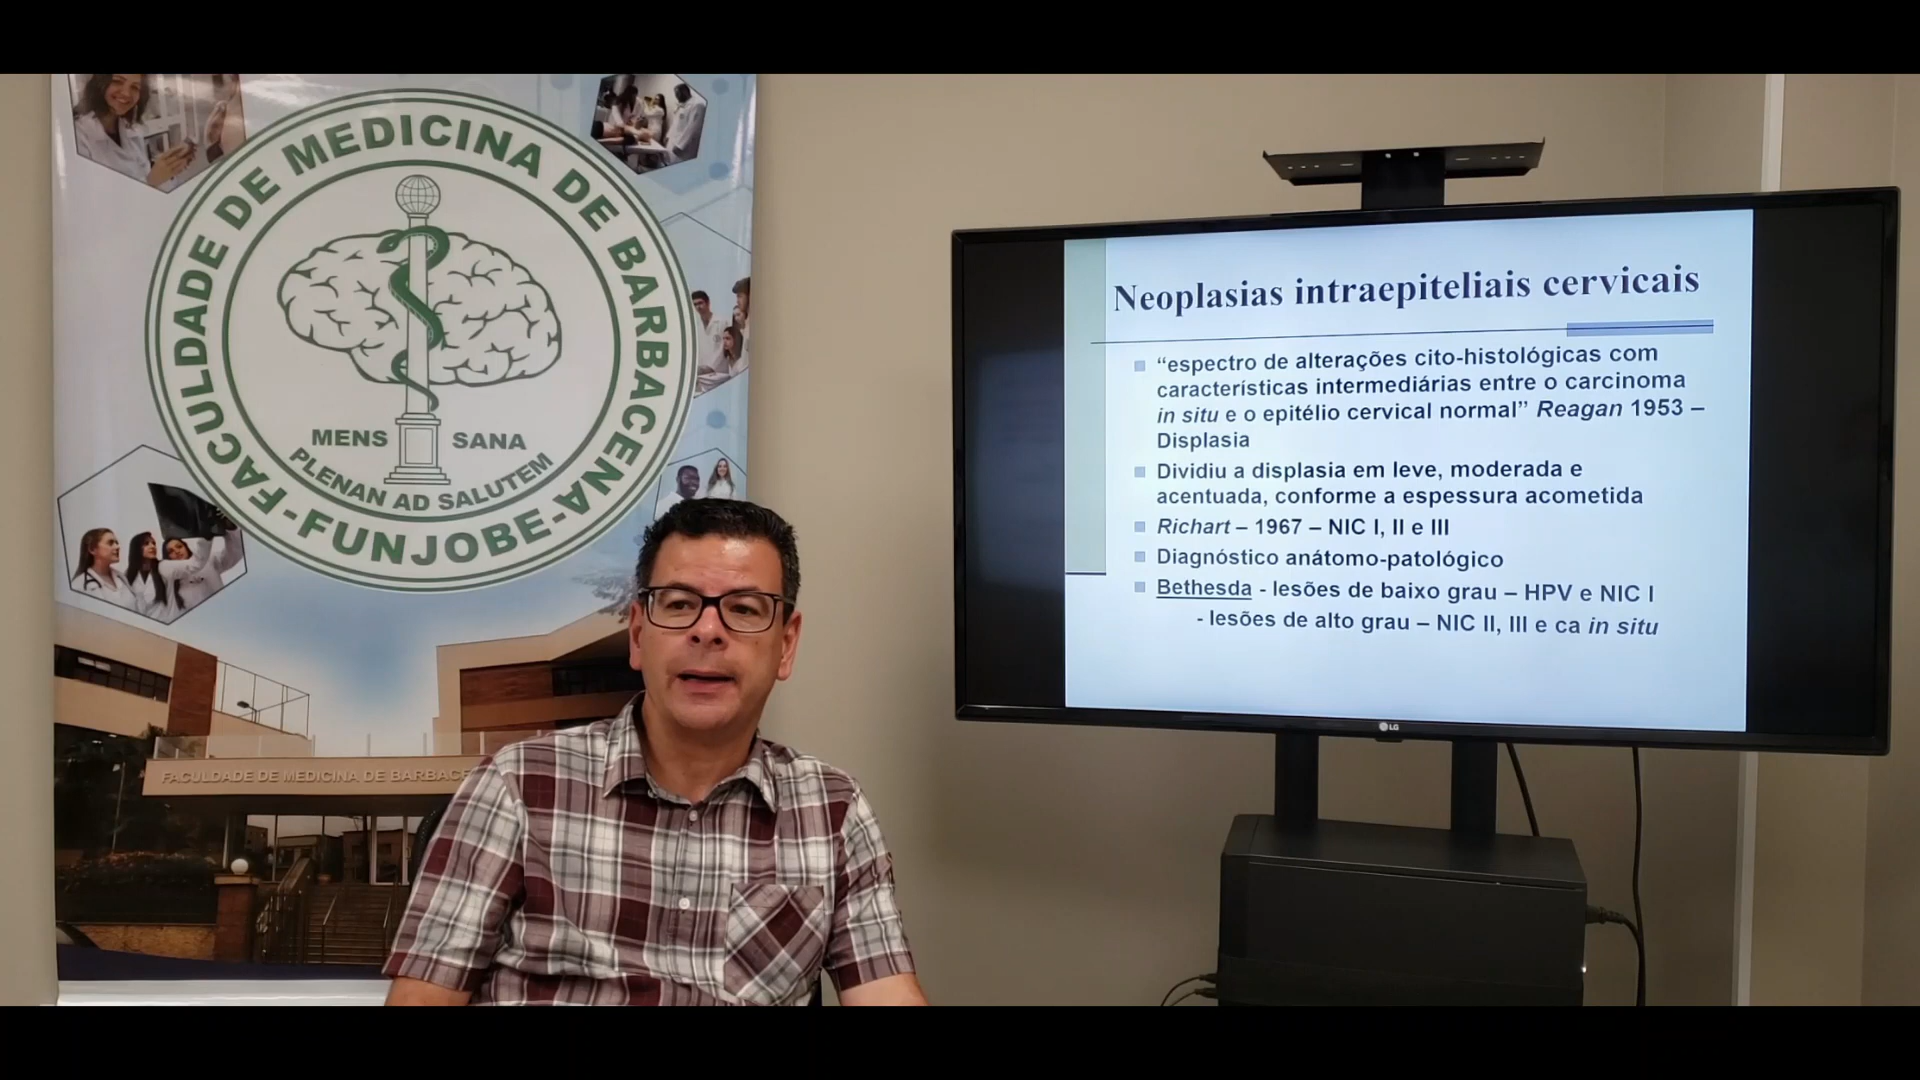 FACULDADE DE MEDICINA DE BARBACENA-FUNJOBE-
MENS SANA
PLENAN AD SALUTEM
FACULDADE DE MEDICINA DE BARBACE
Neoplasias intraepiteliais cervicais
“espectro de alterações cito-histológicas com
características intermediárias entre o carcinoma
in situ e o epitélio cervical normal” Reagan 1953 –
Displasia
Dividiu a displasia em leve, moderada e
acentuada, conforme a espessura acometida
Richart – 1967 – NIC I, II e III
Diagnóstico anátomo-patológico
Bethesda - lesões de baixo grau – HPV e NIC I
- lesões de alto grau – NIC II, III e ca in situ
LG